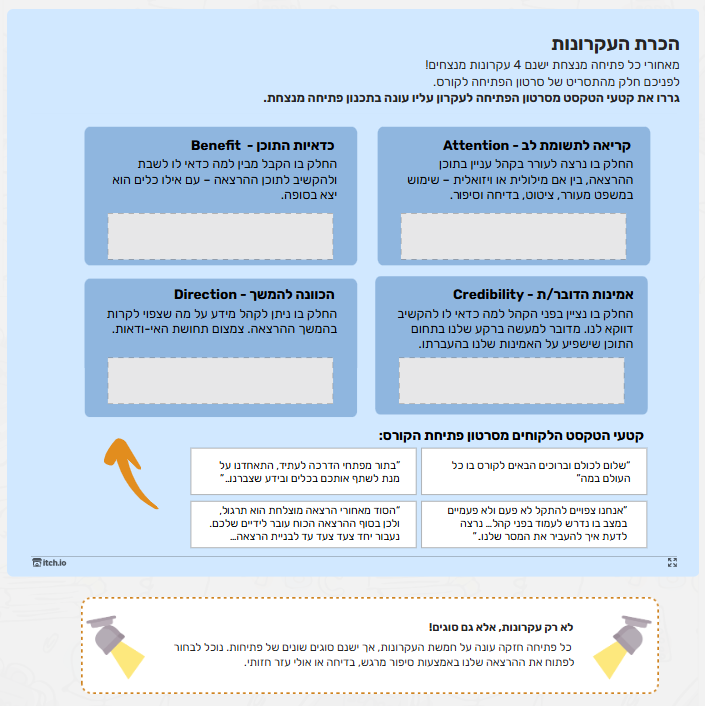 הכרת העקרונות
מאחורי כל פתיחה מנצחת ישנם 4 עקרונות מנצחים!
לפניכם חלק מהתסריט של סרטון הפתיחה לקורס.
גררו את קטעי הטקסט מסרטון הפתיחה לעקרון עליו עונה בתכנון פתיחה מנצחת.
קריאה לתשומת לב - Attention
החלק בו נרצה לעורר בקהל עניין בתוכן
ההרצאה, בין אם מילולית או ויזואלית – שימוש
במשפט מעורר, ציטוט, בדיחה וסיפור.
כדאיות התוכן - Benefit
החלק בו הקבל מבין למה כדאי לו לשבת
ולהקשיב לתוכן ההרצאה – עם אילו כלים הוא
יצא בסופה.
אמינות הדובר/ת - Credibility
החלק בו נציין בפני הקהל למה כדאי לו להקשיב
דווקא לנו. מדובר למעשה ברקע שלנו בתחום
התוכן שישפיע על האמינות שלנו בהעברתו.
הכוונה להמשך - Direction
החלק בו ניתן לקהל מידע על מה שצפוי לקרות
בהמשך ההרצאה. צמצום תחושת האי-ודאות.
קטעי הטקסט הלקוחים מסרטון פתיחת הקורס:
"שלום לכולם וברוכים הבאים לקורס בו כל
העולם במה"
"בתור מפתחי הדרכה לעתיד, התאחדנו על
מנת לשתף אותכם בכלים ובידע שצברנו.."
"אנחנו צפויים להתקל לא פעם ולא פעמיים
במצב בו נדרש לעמוד בפני קהל... נרצה
לדעת איך להעביר את המסר שלנו.."
"הסוד מאחורי הרצאה מוצלחת הוא תרגול,
ולכן בסוף ההרצאה הכוח עובר לידיים שלכם.
נעבור יחד צעד צעד עד לבניית הרצאה...
itch.io
לא רק עקרונות, אלא גם סוגים!
כל פתיחה חזקה עונה על חמשת העקרונות, אך ישנם סוגים שונים של פתיחות. נוכל לבחור
לפתוח את ההרצאה שלנו באמצעות סיפור מרגש, בדיחה או אולי עזר חזותי.